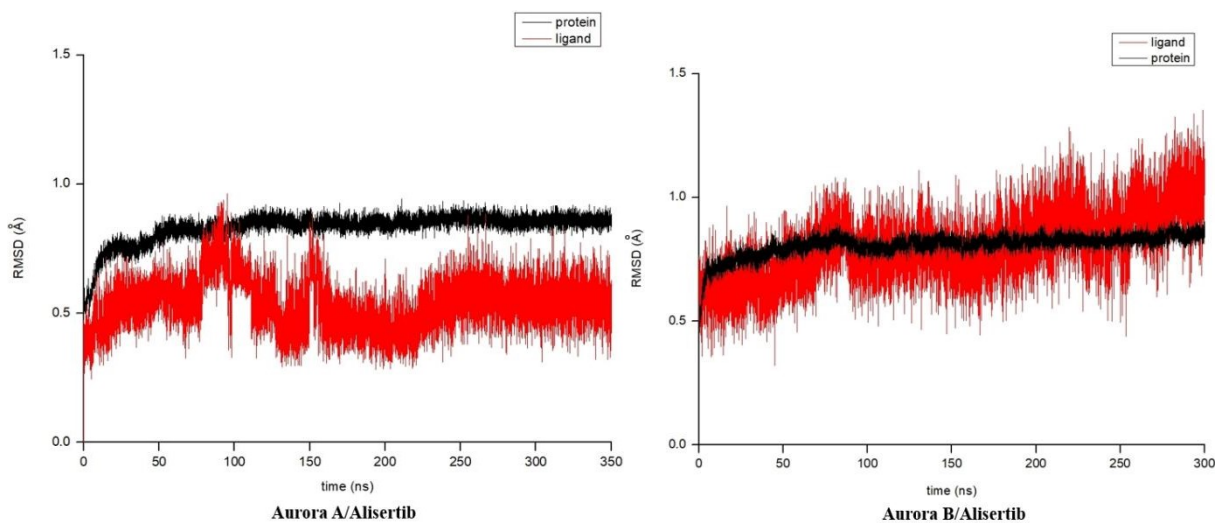 protein
ligand
1.5
1.0
0.5
0.0
RMSD (Å)
0
50
100
150
200
250
300
350
time (ns)
Aurora A/Alisertib
ligand
protein
1.5
1.0
0.5
0.0
RMSD (Å)
0
50
100
150
200
250
300
time (ns)
Aurora B/Alisertib